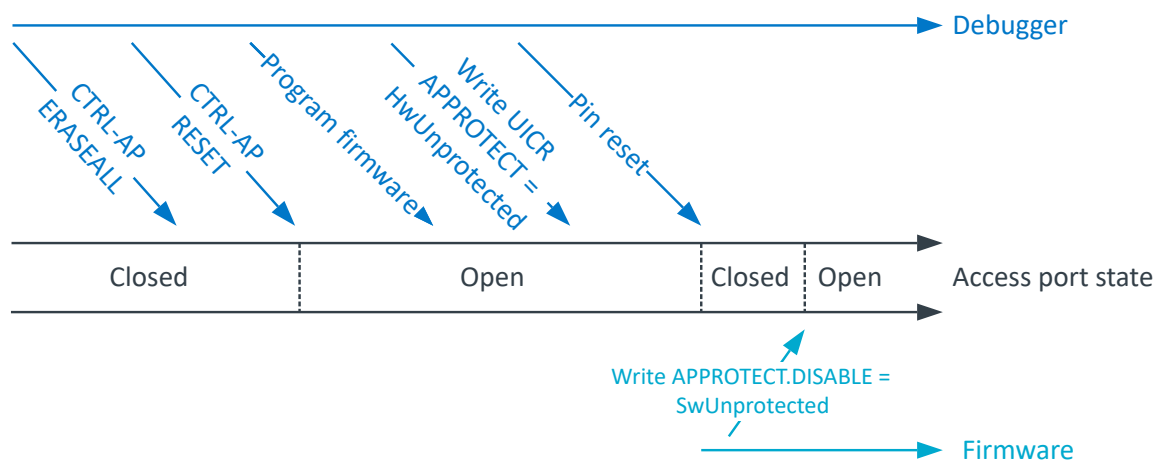 Debugger
CTRL-AP
ERASEALL
CTRL-AP
RESET
Program firmware
Write UICR
APPROTECT =
HwUnprotected
Pin reset
Closed
Open
Closed
Open
Access port state
Write APPROTECT.DISABLE =
SwUnprotected
Firmware